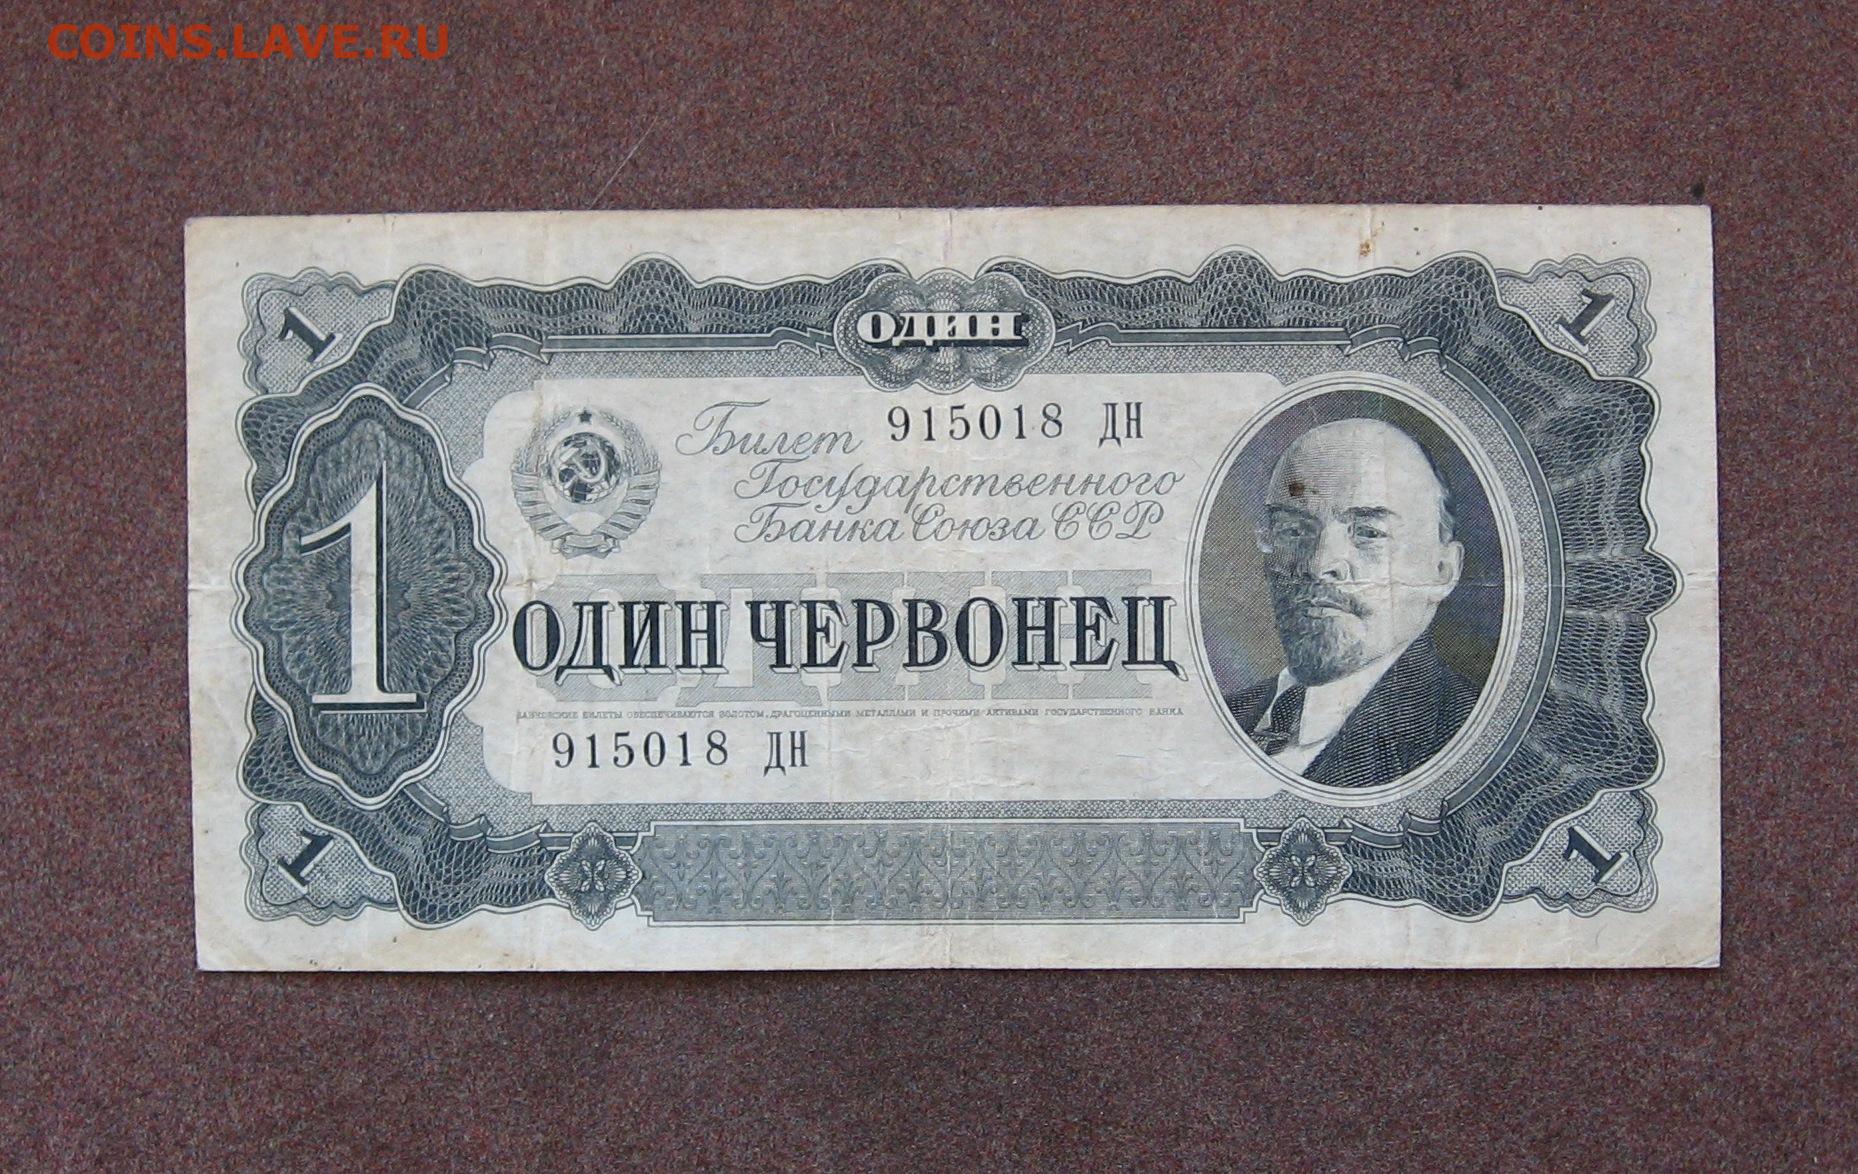 COINS.LAVE.RU
1
один
1
Билет 915018 ДН
Государственного
Банка Союза ССР
1
ОДИН
ОДИН ЧЕРВОНЕЦ
БАНКОВСКИЕ БИЛЕТЫ ОБЕСПЕЧИВАЮТСЯ ЗОЛОТОМ, ДРАГОЦЕННЫМИ МЕТАЛЛАМИ И ПРОЧИМИ АКТИВАМИ ГОСУДАРСТВЕННОГО БАНКА
915018 ДН
1
1